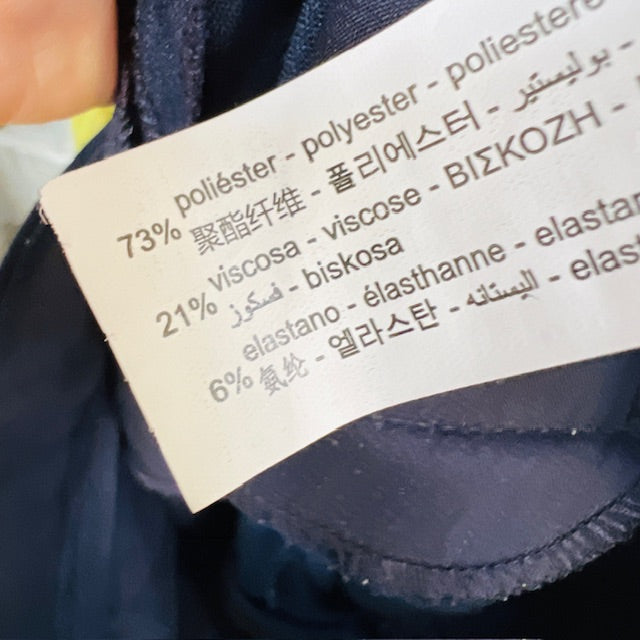 73% poliéster - polyester - poliestere
聚酯纤维 - 폴리에스터 - بوليستير -
21% viscosa - viscose - ΒΙΣΚΟΖΗ -
فسكوز - biskosa
6% elastano - élasthanne - elastan
氨纶 - 엘라스탄 - اليستانه - elast